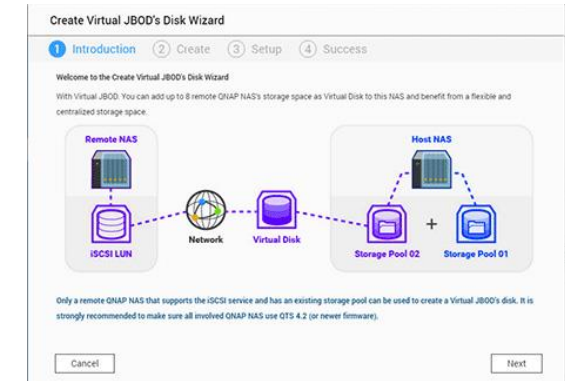 Create Virtual JBOD's Disk Wizard
1 Introduction 2 Create 3 Setup 4 Success
Welcome to the Create Virtual JBOD's Disk Wizard
With Virtual JBOD. You can add up to 8 remote QNAP NAS's storage space as Virtual Disk to this NAS and benefit from a flexible and
centralized storage space.
Remote NAS
Host NAS
iSCSI LUN
Network
Virtual Disk
Storage Pool 02
+
Storage Pool 01
Only a remote QNAP NAS that supports the iSCSI service and has an existing storage pool can be used to create a Virtual JBOD's disk. It is
strongly recommended to make sure all involved QNAP NAS use QTS 4.2 (or newer firmware).
Cancel
Next